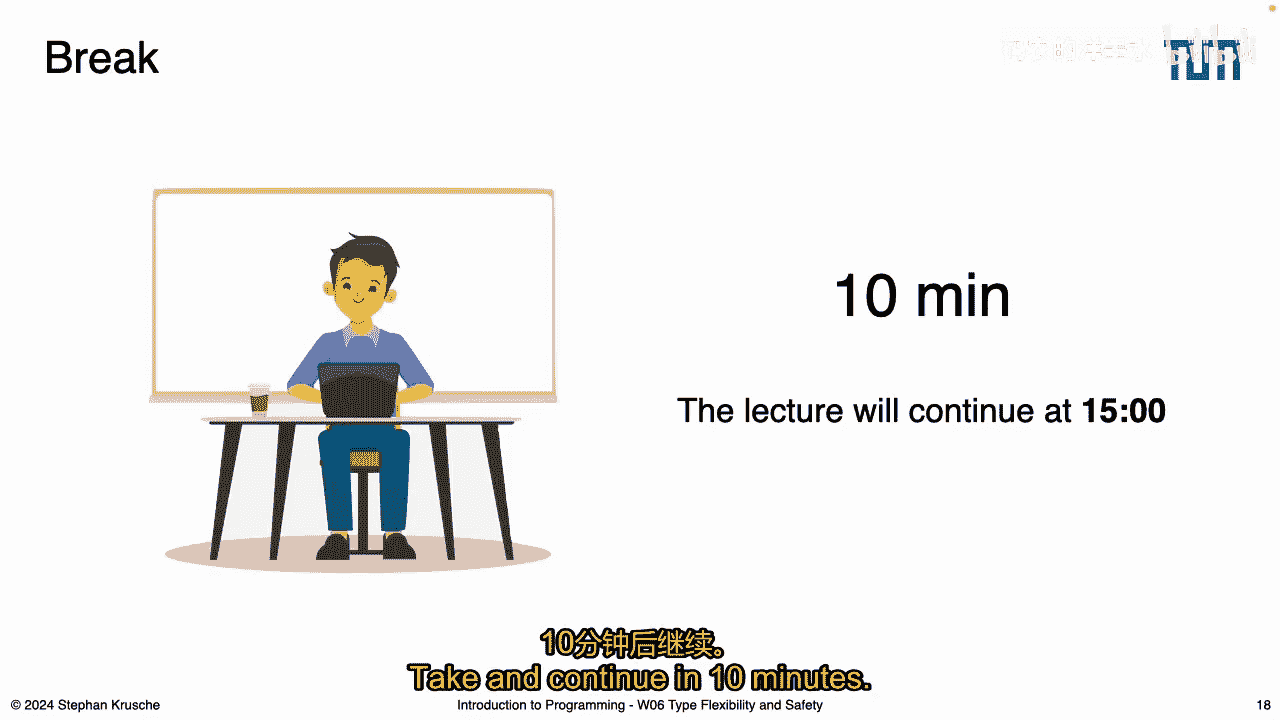 Break
10 min
The lecture will continue at 15:00
10分钟后继续。
Take and continue in 10 minutes.
© 2024 Stephan Krusche
Introduction to Programming - W06 Type Flexibility and Safety
18